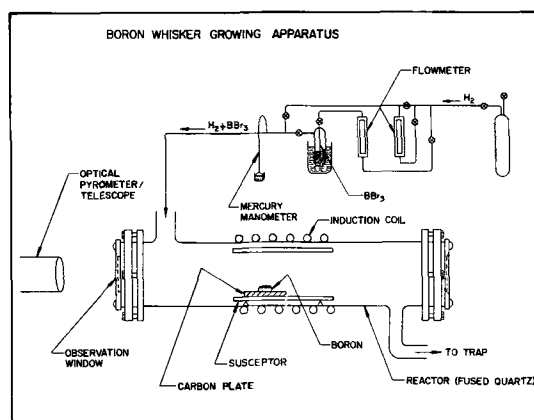 BORON WHISKER GROWING APPARATUS
FLOWMETER
H2
H2+BBr3
OPTICAL
PYROMETER/
TELESCOPE
BBr3
MERCURY
MANOMETER
INDUCTION COIL
OBSERVATION
WINDOW
SUSCEPTOR
BORON
CARBON PLATE
TO TRAP
REACTOR (FUSED QUARTZ)